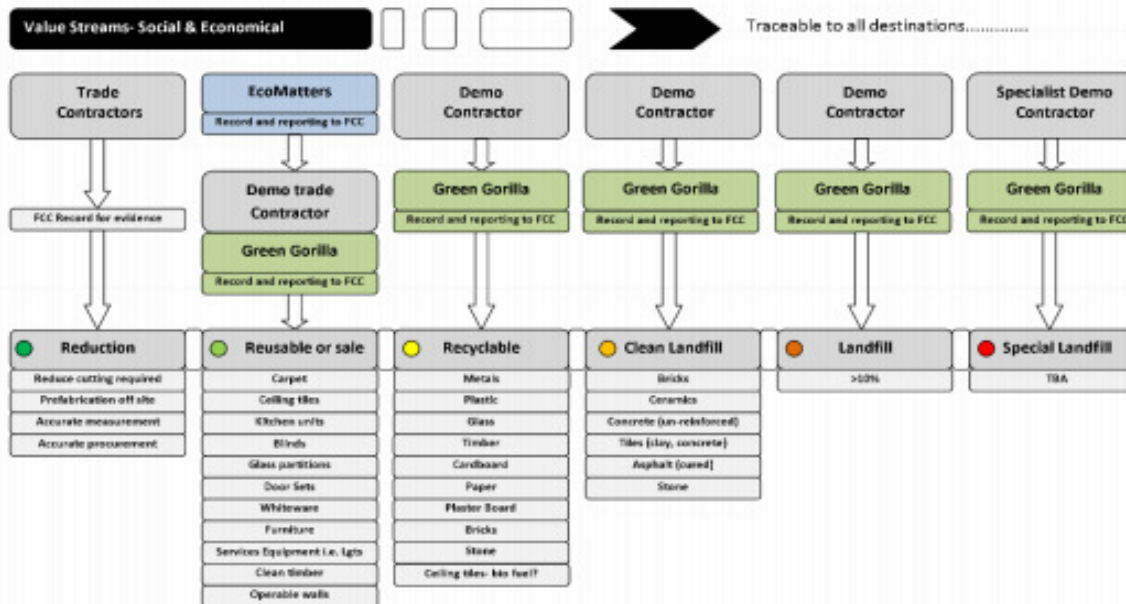 Value Streams- Social & Economical
Traceable to all destinations..............
Trade
Contractors
FCC Record for evidence
Reduction
Reduce cutting required
Prefabrication off site
Accurate measurement
Accurate procurement
EcoMatters
Record and reporting to FCC
Demo trade
Contractor
Green Gorilla
Record and reporting to FCC
Reusable or sale
Carpet
Ceiling tiles
Kitchen units
Blinds
Glass partitions
Door Sets
Whiteware
Furniture
Services Equipment i.e. Lgts
Clean timber
Operable walls
Demo
Contractor
Green Gorilla
Record and reporting to FCC
Recyclable
Metals
Plastic
Glass
Timber
Cardboard
Paper
Plaster Board
Bricks
Stone
Ceiling tiles- bio fuel?
Demo
Contractor
Green Gorilla
Record and reporting to FCC
Clean Landfill
Bricks
Ceramics
Concrete (un-reinforced)
Tiles (clay, concrete)
Asphalt (cured)
Stone
Demo
Contractor
Green Gorilla
Record and reporting to FCC
Landfill
>10%
Specialist Demo
Contractor
Green Gorilla
Record and reporting to FCC
Special Landfill
TBA